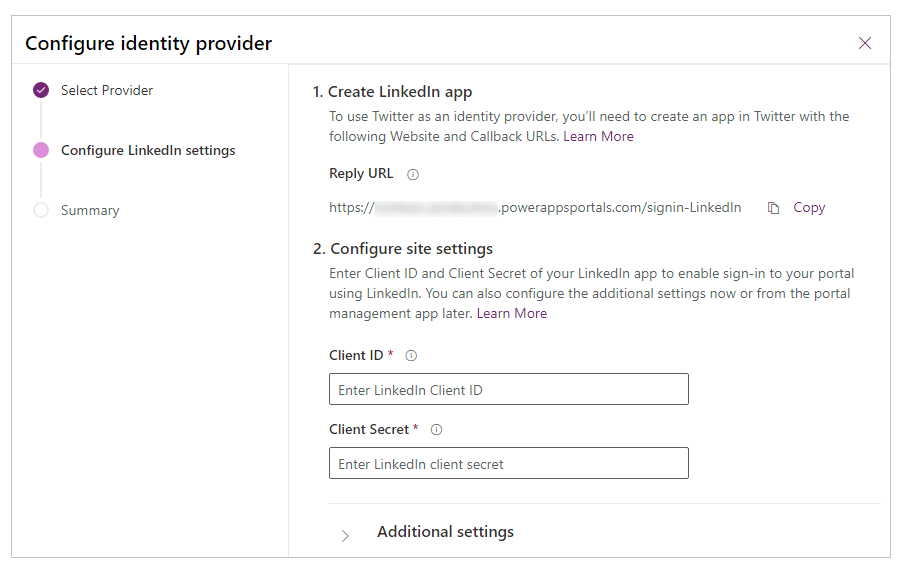 Configure identity provider
Select Provider
Configure LinkedIn settings
Summary
1. Create LinkedIn app
To use Twitter as an identity provider, you'll need to create an app in Twitter with the
following Website and Callback URLs. Learn More
Reply URL
https:// .powerappsportals.com/signin-LinkedIn Copy
2. Configure site settings
Enter Client ID and Client Secret of your LinkedIn app to enable sign-in to your portal
using LinkedIn. You can also configure the additional settings now or from the portal
management app later. Learn More
Client ID *
Enter LinkedIn Client ID
Client Secret *
Enter LinkedIn client secret
Additional settings